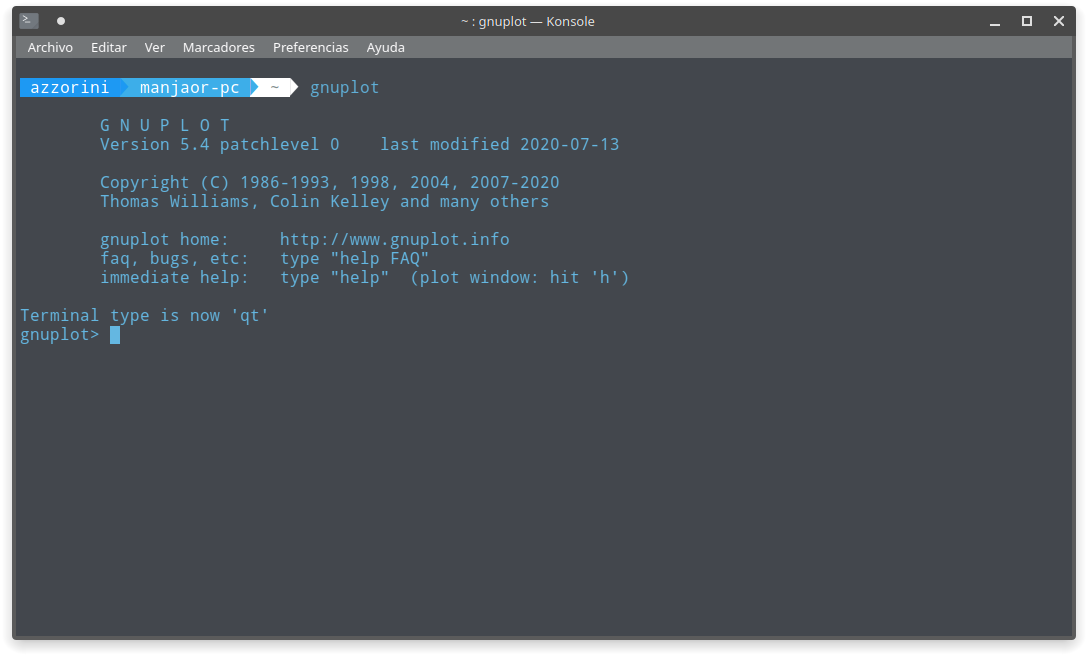 ~ : gnuplot — Konsole
Archivo Editar Ver Marcadores Preferencias Ayuda
azzorini manjaor-pc ~ gnuplot
G N U P L O T
Version 5.4 patchlevel 0    last modified 2020-07-13
Copyright (C) 1986-1993, 1998, 2004, 2007-2020
Thomas Williams, Colin Kelley and many others
gnuplot home:     http://www.gnuplot.info
faq, bugs, etc:   type "help FAQ"
immediate help:   type "help"  (plot window: hit 'h')
Terminal type is now 'qt'
gnuplot>